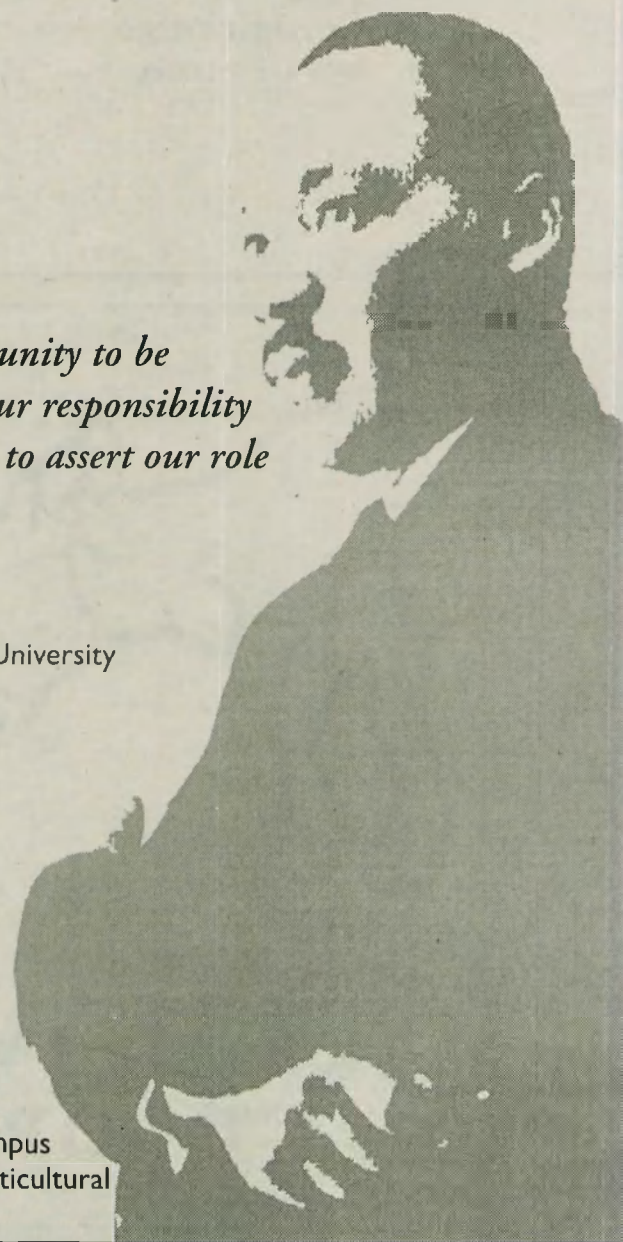 unity to be
ur responsibility
to assert our role
University
npus
ticultural